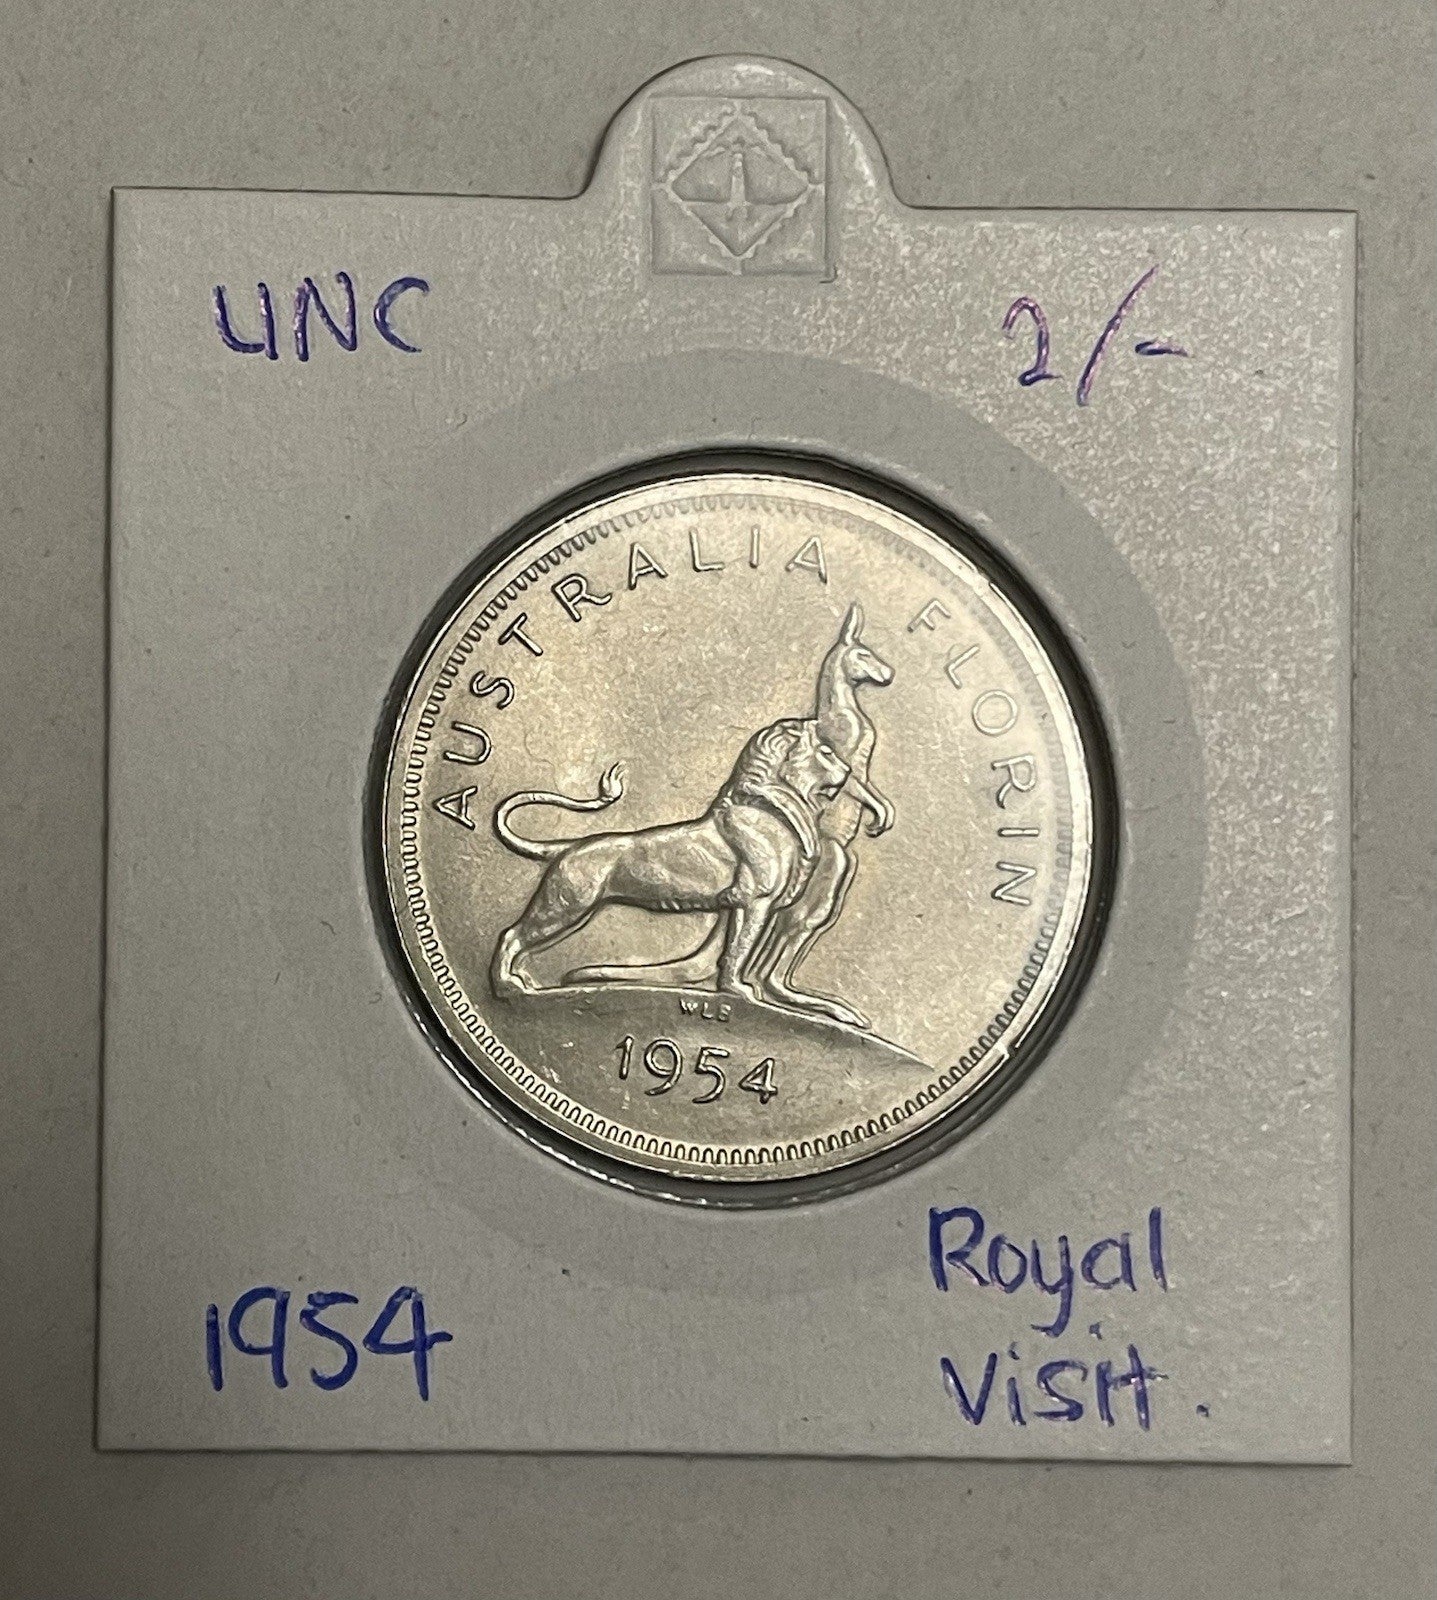 UNC
2/-
AUSTRALIA FLORIN
WLB
1954
1954
Royal
Visit.